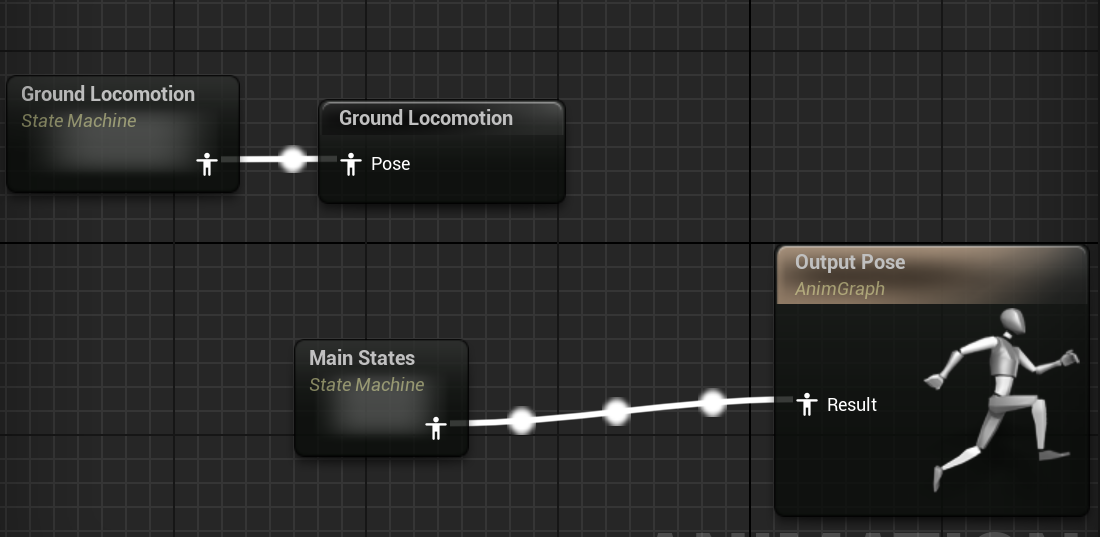 Ground Locomotion
State Machine
Ground Locomotion
Pose
Output Pose
AnimGraph
Main States
State Machine
Result